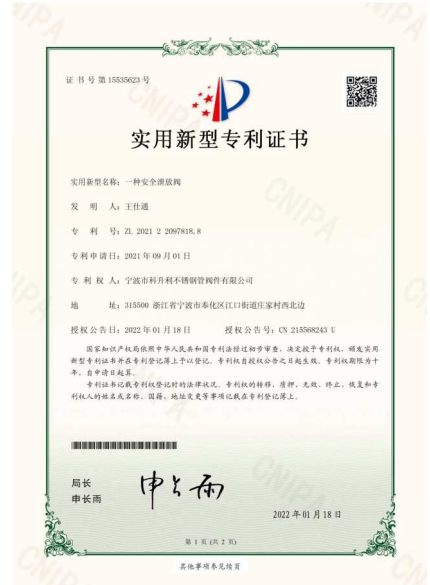 证书号第15535623号
实用新型专利证书
实用新型名称：一种安全泄放阀
发 明 人：王仕通
专 利 号：ZL 2021 2 2097818.8
专利申请日：2021年09月01日
专 利 权 人：宁波市科升利不锈钢管阀件有限公司
地 址：315500 浙江省宁波市奉化区江口街道庄家村西北边
授权公告日：2022年01月18日 授权公告号：CN 215568243 U
国家知识产权局依照中华人民共和国专利法经过初步审查，决定授予专利权，颁发实用
新型专利证书并在专利登记簿上予以登记。专利权自授权公告之日起生效。专利权期限为十
年，自申请日起算。
专利证书记载专利权登记时的法律状况。专利权的转移、质押、无效、终止、恢复和专
利权人的姓名或名称、国籍、地址变更等事项记载在专利登记簿上。
局长
申长雨
申长雨
2022年01月18日
第 1 页 (共 2 页)
其他事项参见续页
CNIPA
CNIPA
CNIPA